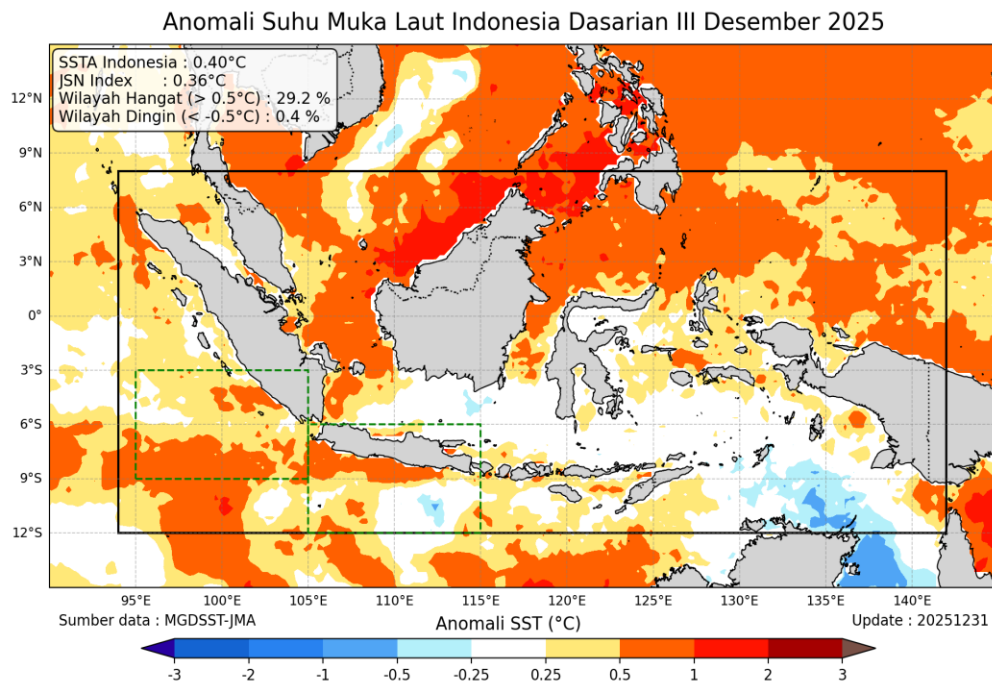 Anomali Suhu Muka Laut Indonesia Dasarian III Desember 2025
SSTA Indonesia : 0.40°C
JSN Index : 0.36°C
Wilayah Hangat (> 0.5°C) : 29.2 %
Wilayah Dingin (< -0.5°C) : 0.4 %
12°N
9°N
6°N
3°N
0°
3°S
6°S
9°S
12°S
95°E 100°E 105°E 110°E 115°E 120°E 125°E 130°E 135°E 140°E
Sumber data : MGDSST-JMA Anomali SST (°C) Update : 20251231
-3 -2 -1 -0.5 -0.25 0.25 0.5 1 2 3